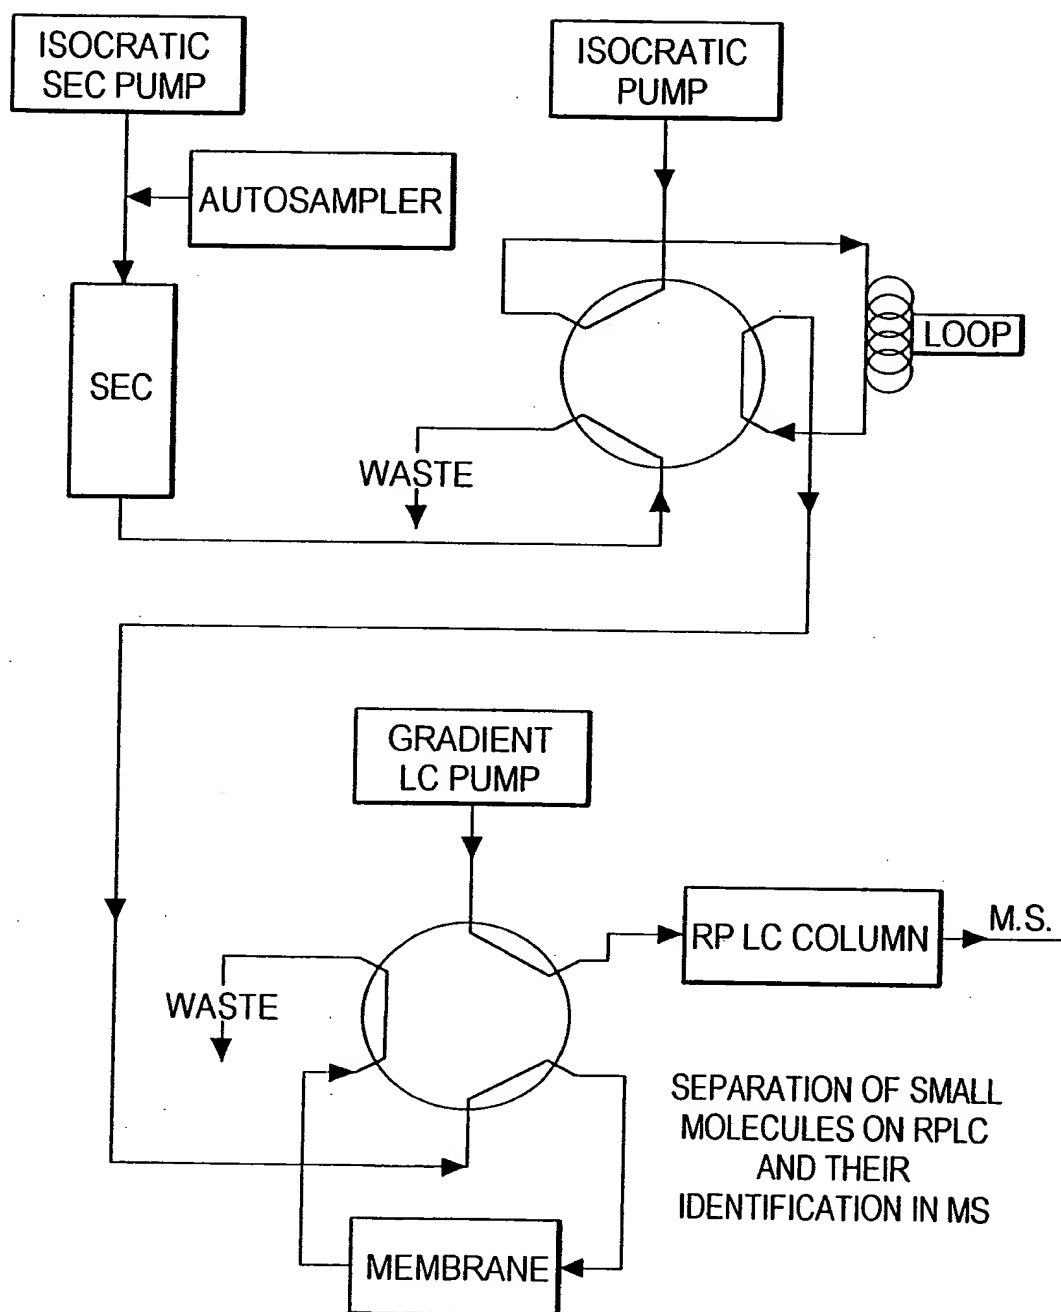 ISOCRATIC
SEC PUMP
ISOCRATIC
PUMP
AUTOSAMPLER
SEC
LOOP
WASTE
GRADIENT
LC PUMP
RP LC COLUMN
M.S.
WASTE
SEPARATION OF SMALL
MOLECULES ON RPLC
AND THEIR
IDENTIFICATION IN MS
MEMBRANE